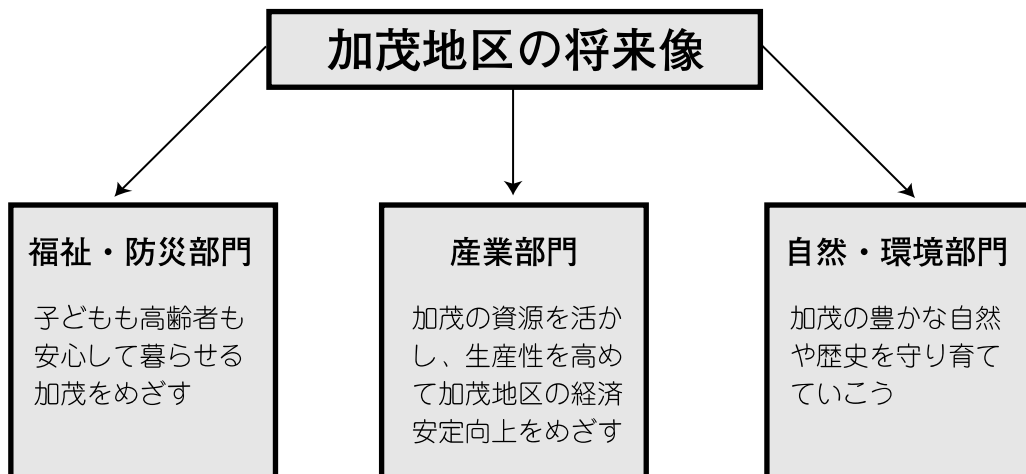 加茂地区の将来像
福祉・防災部門
子どもも高齢者も
安心して暮らせる
加茂をめざす
産業部門
加茂の資源を活か
し、生産性を高め
て加茂地区の経済
安定向上をめざす
自然・環境部門
加茂の豊かな自然
や歴史を守り育て
ていこう